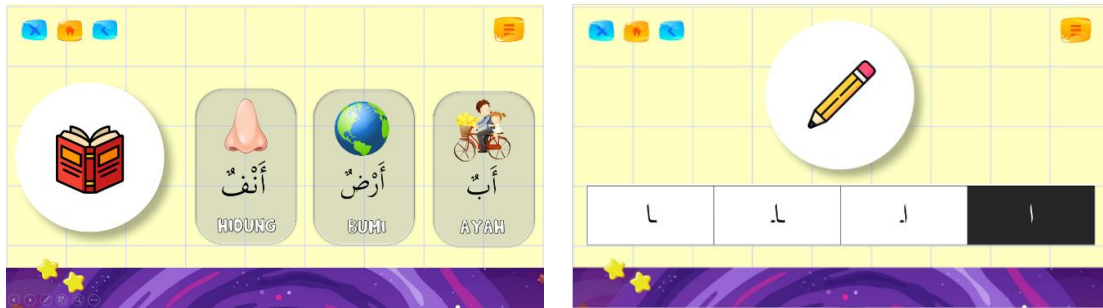 أَنْفٌ
أَرْضٌ
أَبٌ
HIDUNG
BUMI
AYAH
ـا
ـاـ
اـ
ا